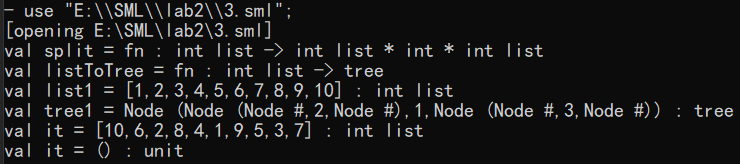 - use "E:\\SML\\lab2\\3.sml";
[opening E:\SML\lab2\3.sml]
val split = fn : int list -> int list * int * int list
val listToTree = fn : int list -> tree
val list1 = [1,2,3,4,5,6,7,8,9,10] : int list
val tree1 = Node (Node (Node #,2,Node #),1,Node (Node #,3,Node #)) : tree
val it = [10,6,2,8,4,1,9,5,3,7] : int list
val it = () : unit